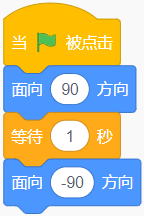 当 被点击
面向 90 方向
等待 1 秒
面向 -90 方向